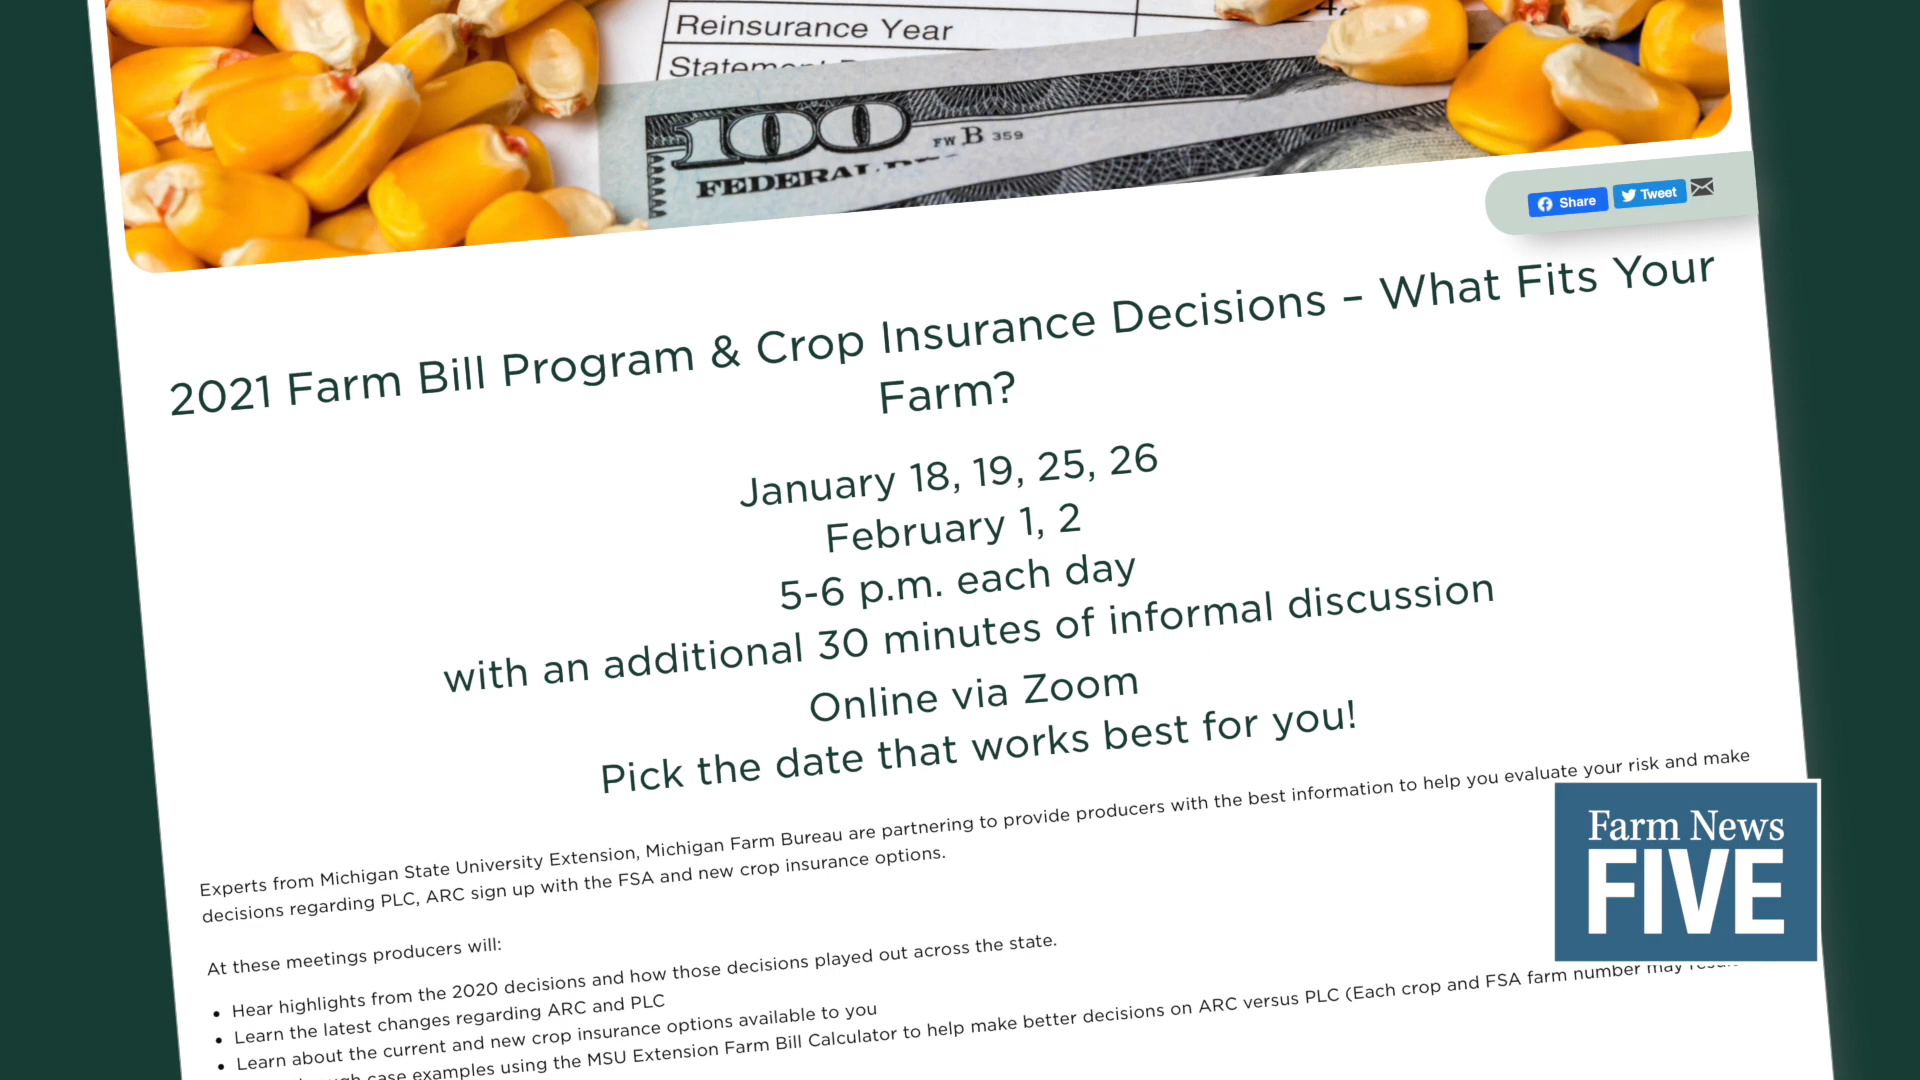 Reinsurance Year
100
FW B 359
FEDERAL
Share
Tweet
2021 Farm Bill Program & Crop Insurance Decisions – What Fits Your
Farm?
January 18, 19, 25, 26
February 1, 2
5-6 p.m. each day
with an additional 30 minutes of informal discussion
Online via Zoom
Pick the date that works best for you!
Experts from Michigan State University Extension, Michigan Farm Bureau are partnering to provide producers with the best information to help you evaluate your risk and make
decisions regarding PLC, ARC sign up with the FSA and new crop insurance options.
At these meetings producers will:
• Hear highlights from the 2020 decisions and how those decisions played out across the state.
• Learn the latest changes regarding ARC and PLC
• Learn about the current and new crop insurance options available to you
case examples using the MSU Extension Farm Bill Calculator to help make better decisions on ARC versus PLC (Each crop and FSA farm number may
Farm News
FIVE